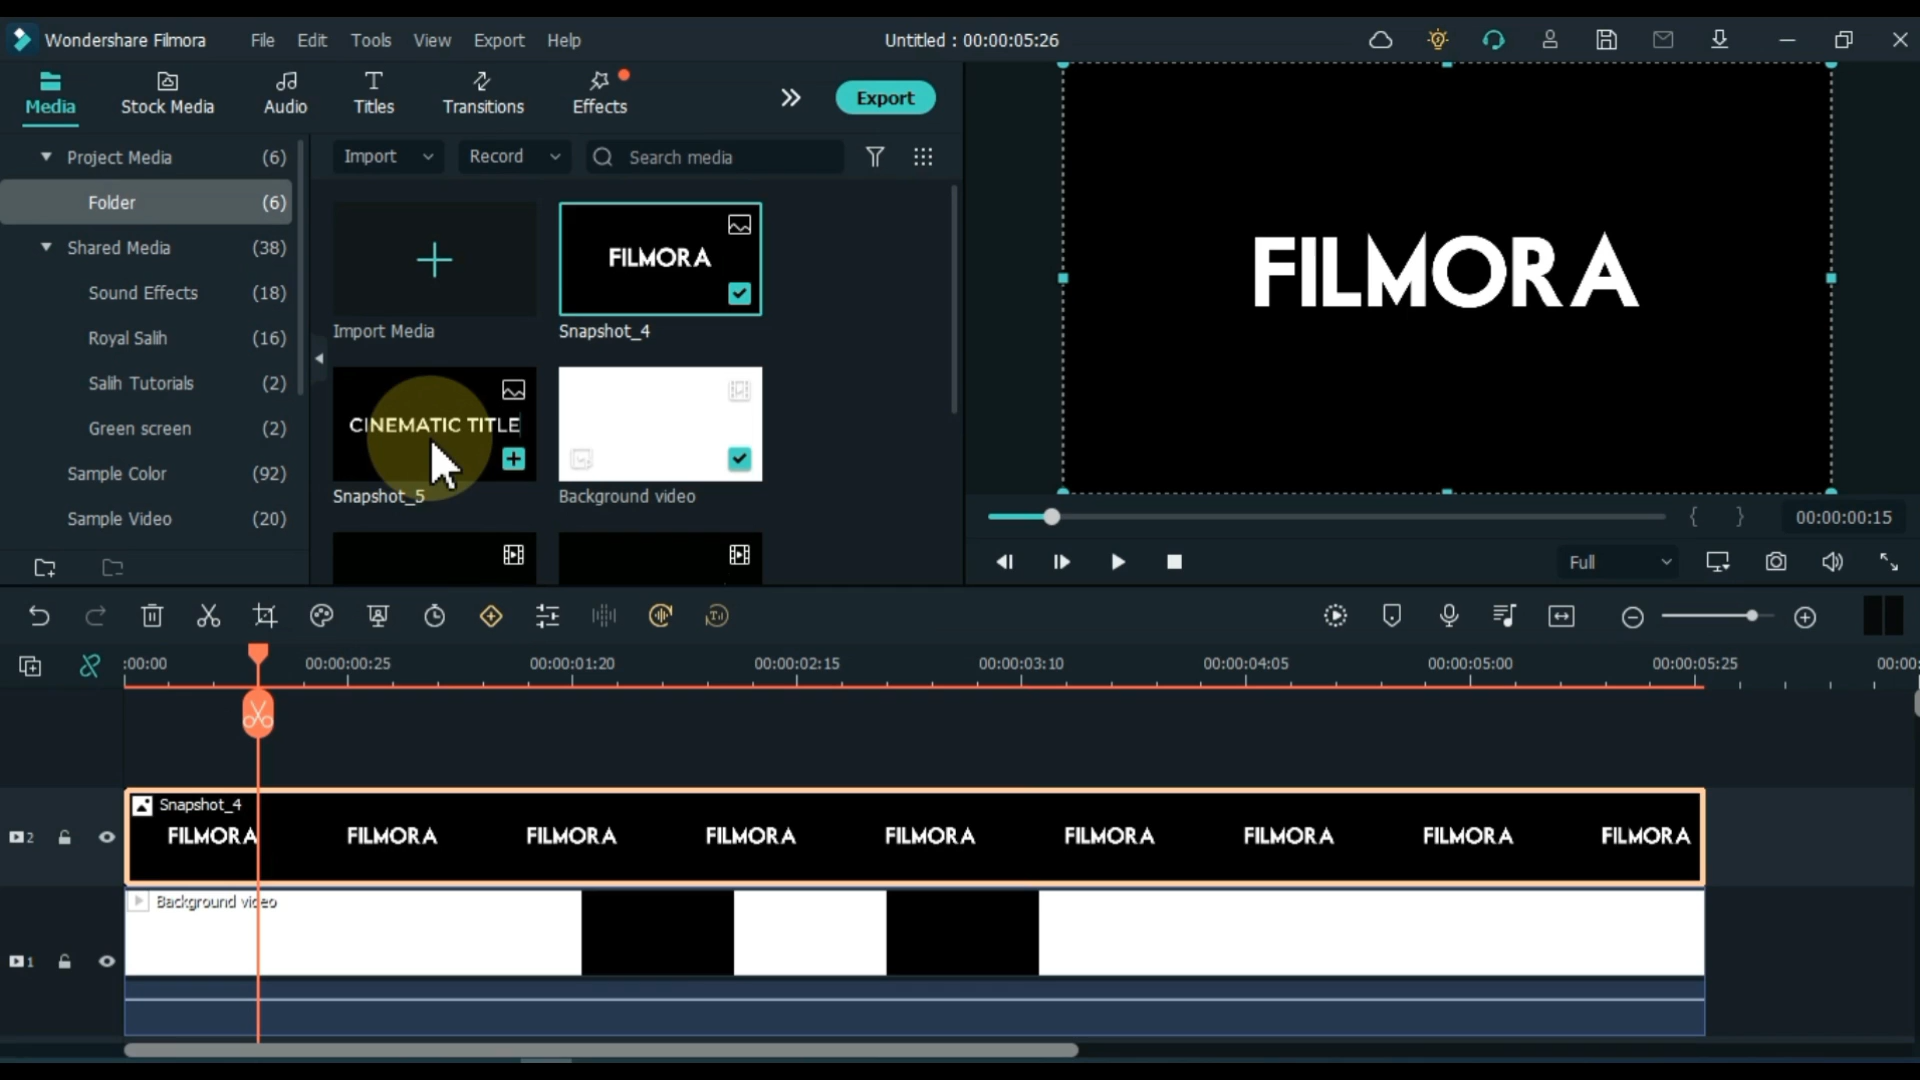 Wondershare Filmora File Edit Tools View Export Help Untitled : 00:00:05:26
Media Stock Media Audio Titles Transitions Effects Export
Project Media (6) Import Record Search media
Folder (6)
Shared Media (38)
Sound Effects (18)
Royal Salih (16)
Salih Tutorials (2)
Green screen (2)
Sample Color (92)
Sample Video (20)
FILMORA
Import Media Snapshot_4
CINEMATIC TITLE
Snapshot_5 Background video
FILMORA
00:00:00:15
Full
:00:00 00:00:00:25 00:00:01:20 00:00:02:15 00:00:03:10 00:00:04:05 00:00:05:00 00:00:05:25 00:00:
Snapshot_4
2 FILMORA FILMORA FILMORA FILMORA FILMORA FILMORA FILMORA FILMORA FILMORA
Background video
1